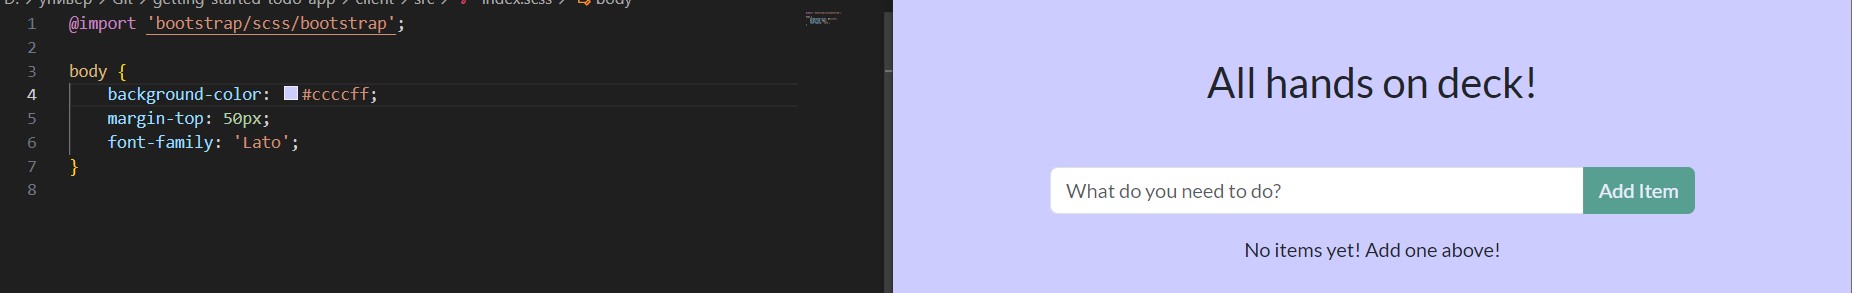 D: > универ > Git > getting-started-todo-app > client > src > index.scss > body
1 @import 'bootstrap/scss/bootstrap';
2
3 body {
4 background-color: #ccccff;
5 margin-top: 50px;
6 font-family: 'Lato';
7 }
8
All hands on deck!
What do you need to do? Add Item
No items yet! Add one above!